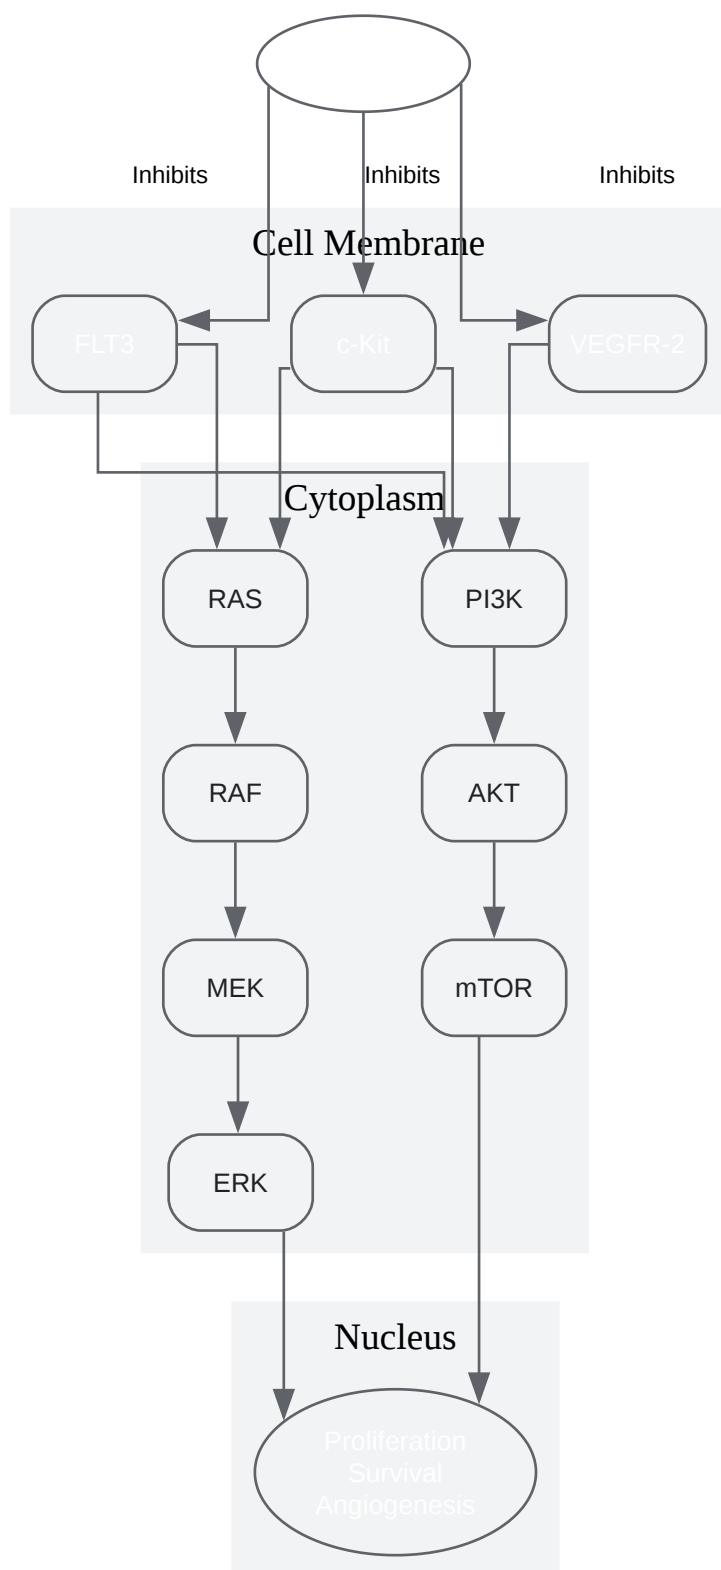 Inhibits Inhibits Inhibits
Cell Membrane
FLT3 c-Kit VEGFR-2
Cytoplasm
RAS PI3K
RAF AKT
MEK mTOR
ERK
Nucleus
Proliferation
Survival
Angiogenesis